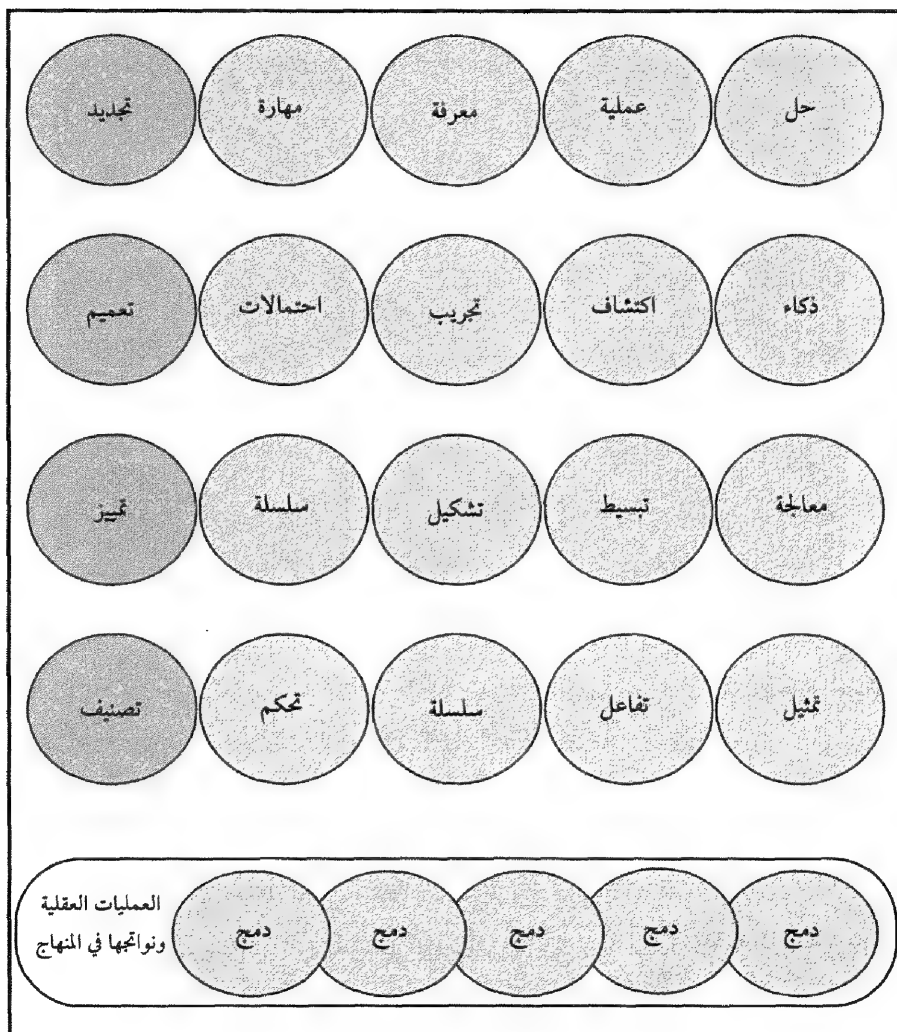 حل عملية معرفة مهارة تجديد
ذكاء اكتشاف تجريب احتمالات تعميم
معالجة تبسيط تشكيل سلسلة تمييز
تمثيل تفاعل سلسلة تحكم تصنيف
دمج دمج دمج دمج دمج
العمليات العقلية
ونواتجها في المنهاج